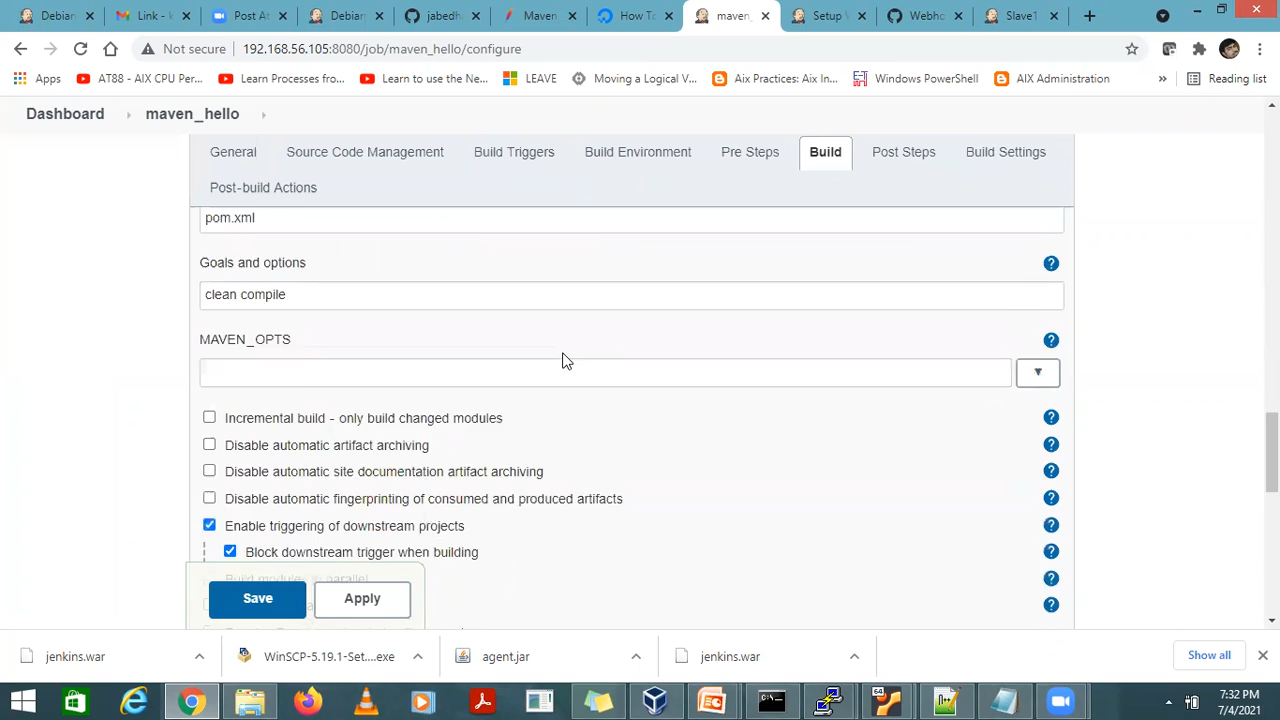 Debian
Link - k
Post At
Debian
jabedha
Maven
How To
maven_
Setup W
Webho
Slave1
Not secure
192.168.56.105:8080/job/maven_hello/configure
Apps
AT88 - AIX CPU Per...
Learn Processes fro...
Learn to use the Ne...
LEAVE
Moving a Logical V...
Aix Practices: Aix In...
Windows PowerShell
AIX Administration
»
Reading list
Dashboard
maven_hello
General
Source Code Management
Build Triggers
Build Environment
Pre Steps
Build
Post Steps
Build Settings
Post-build Actions
pom.xml
Goals and options
?
clean compile
MAVEN_OPTS
?
Incremental build - only build changed modules
?
Disable automatic artifact archiving
?
Disable automatic site documentation artifact archiving
?
Disable automatic fingerprinting of consumed and produced artifacts
?
Enable triggering of downstream projects
?
Block downstream trigger when building
?
Build modules in parallel
?
Save
Apply
?
jenkins.war
WinSCP-5.19.1-Set....exe
agent.jar
jenkins.war
Show all
64
7:32 PM
7/4/2021